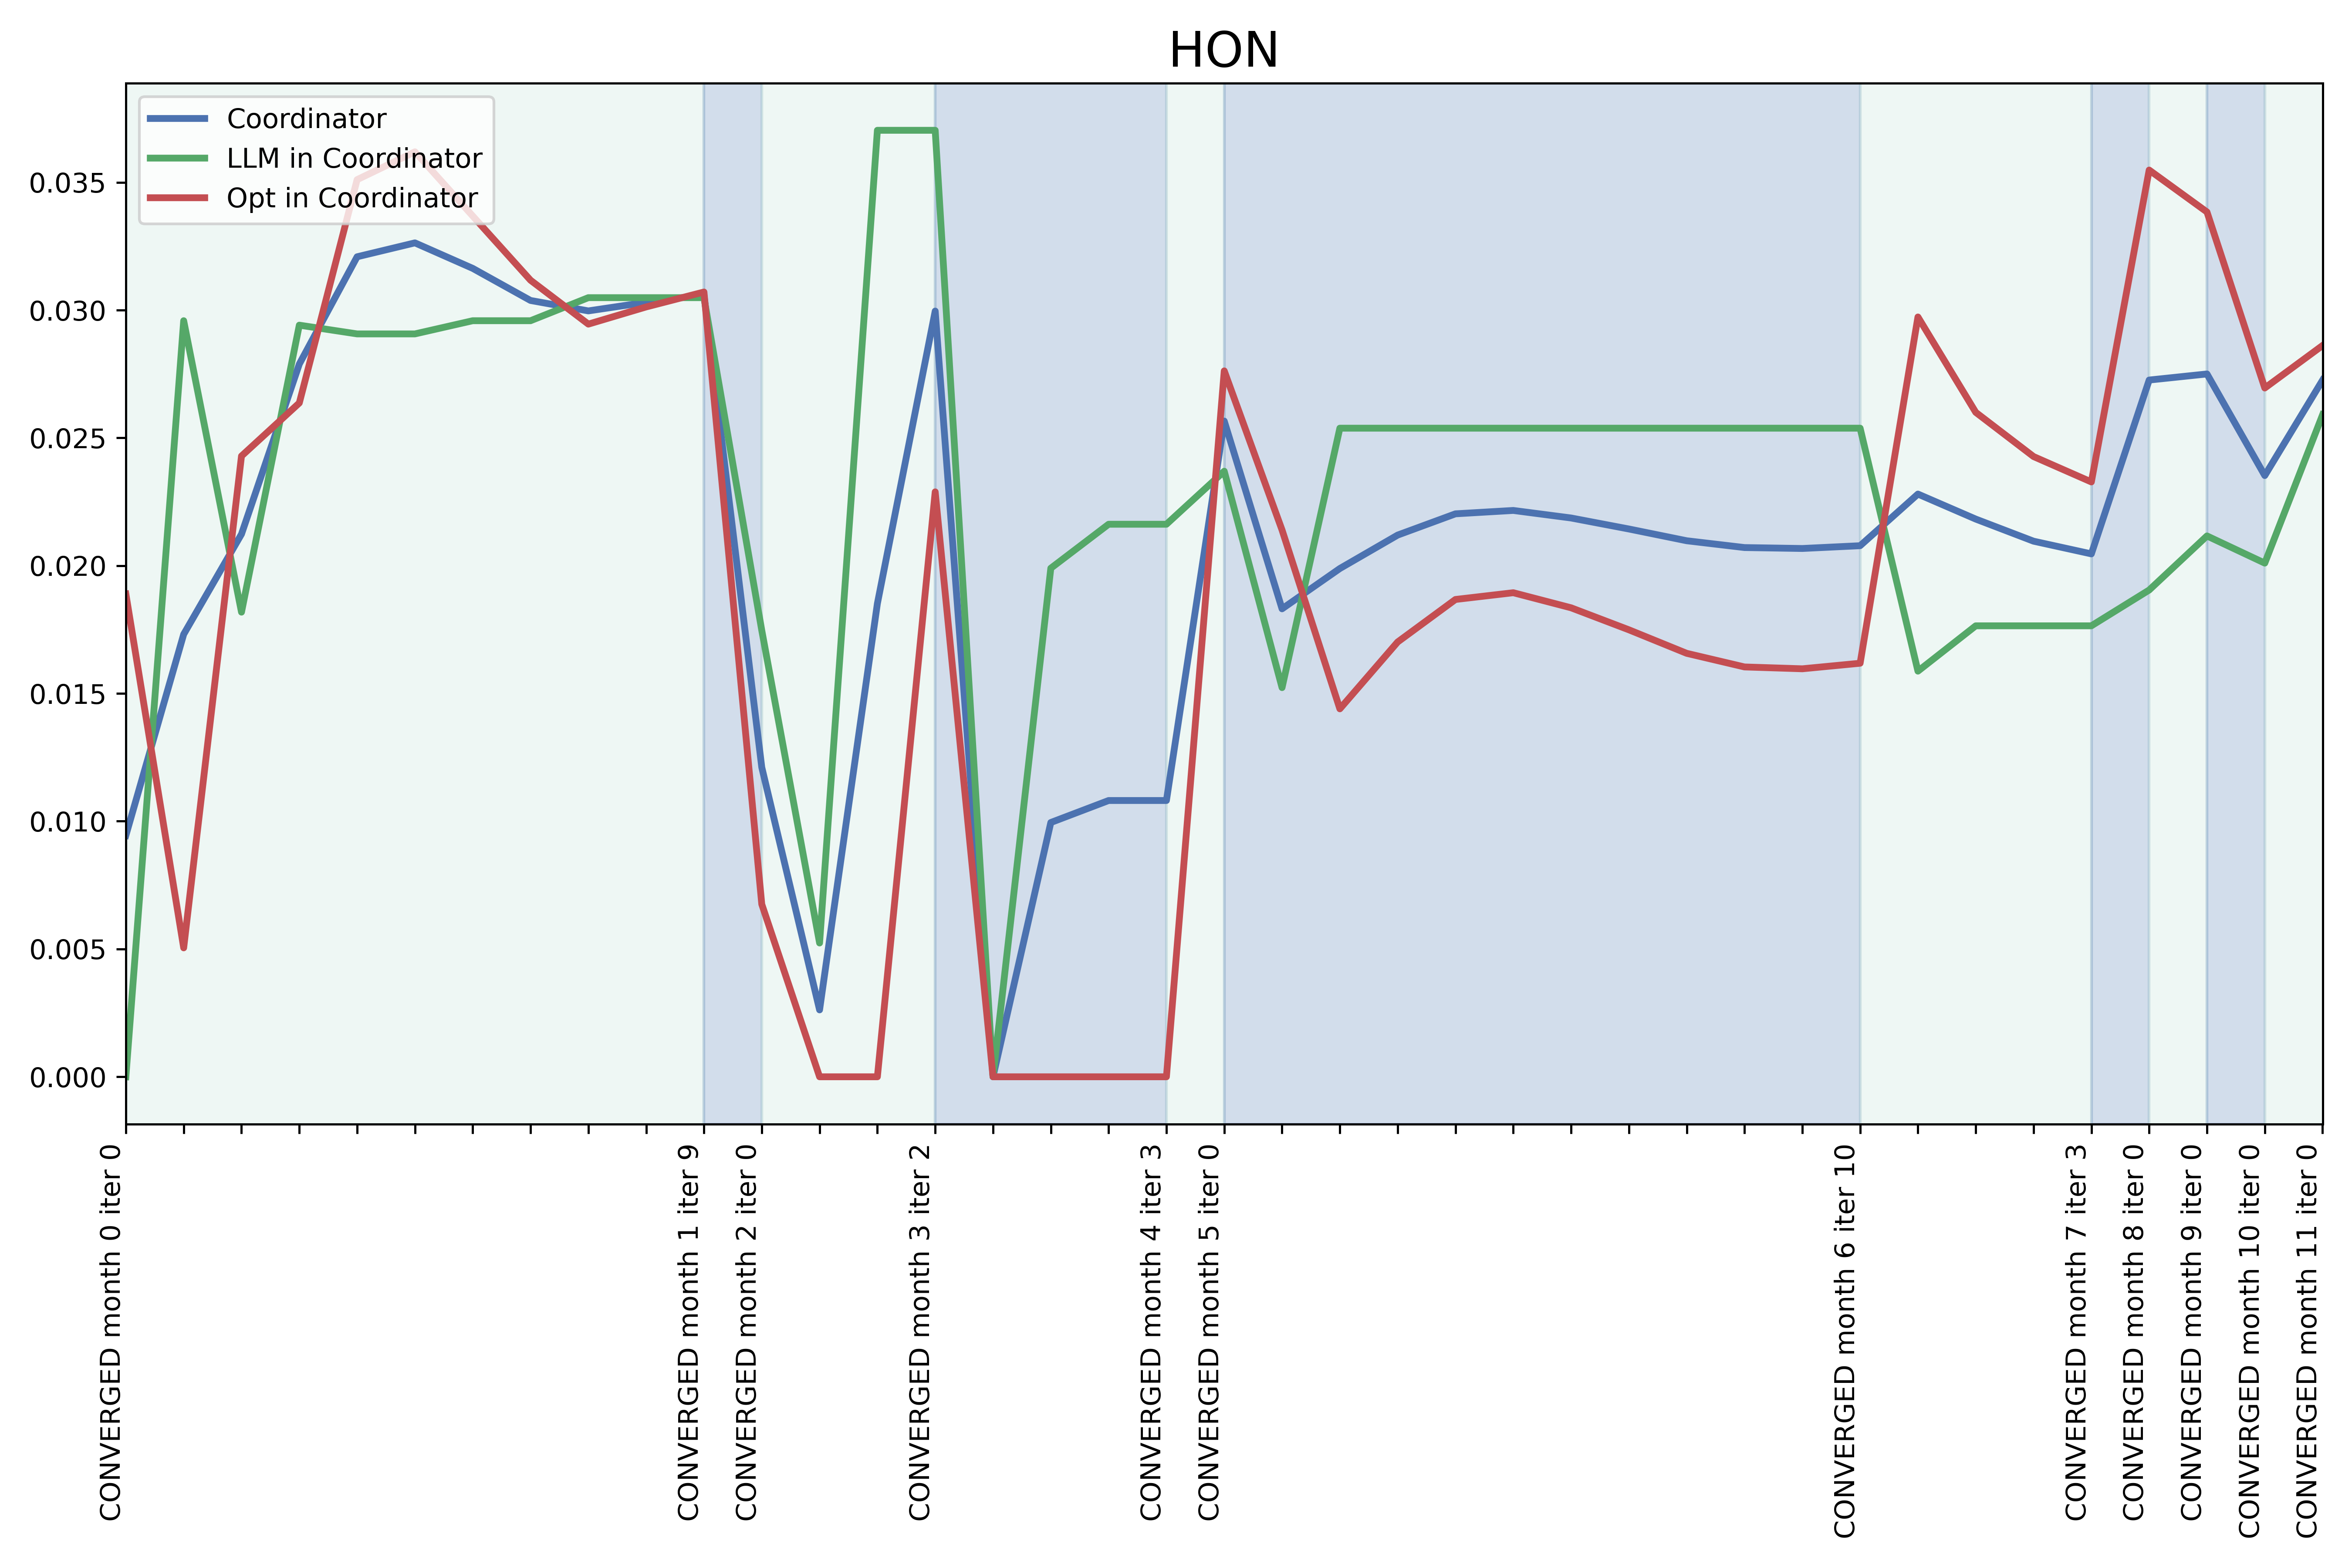 HON
Coordinator
LLM in Coordinator
Opt in Coordinator
0.035
0.030
0.025
0.020
0.015
0.010
0.005
0.000
CONVERGED month 0 iter 0
CONVERGED month 1 iter 9
CONVERGED month 2 iter 0
CONVERGED month 3 iter 2
CONVERGED month 4 iter 3
CONVERGED month 5 iter 0
CONVERGED month 6 iter 10
CONVERGED month 7 iter 3
CONVERGED month 8 iter 0
CONVERGED month 9 iter 0
CONVERGED month 10 iter 0
CONVERGED month 11 iter 0